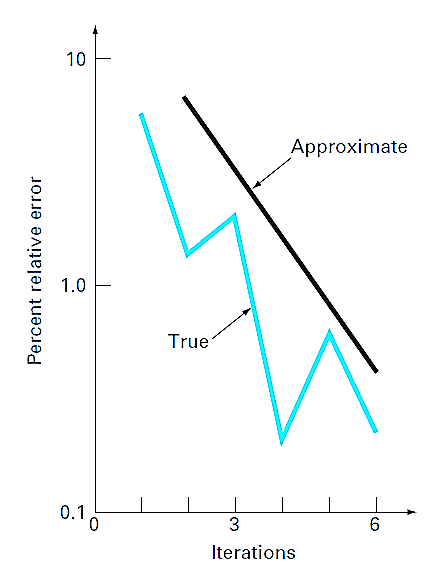 10
Approximate
Percent relative error
1.0
True
0.1
0
3
6
Iterations